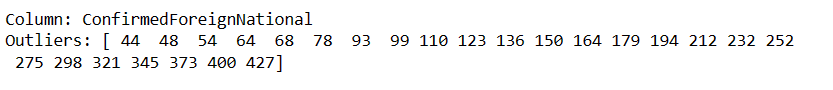 Column: ConfirmedForeignNational
Outliers: [ 44  48  54  64  68  78  93  99 110 123 136 150 164 179 194 212 232 252
 275 298 321 345 373 400 427]